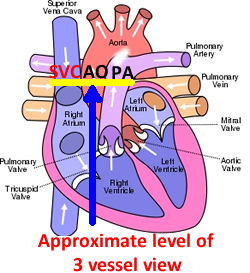 Superior
Vena Cava
Aorta
Pulmonary
Artery
SVC AO PA
Pulmonary
Vein
Right
Atrium
Left
Atrium
Mitral
Valve
Pulmonary
Valve
Left
Ventricle
Aortic
Valve
Tricuspid
Valve
Right
Ventricle
Approximate level of
3 vessel view